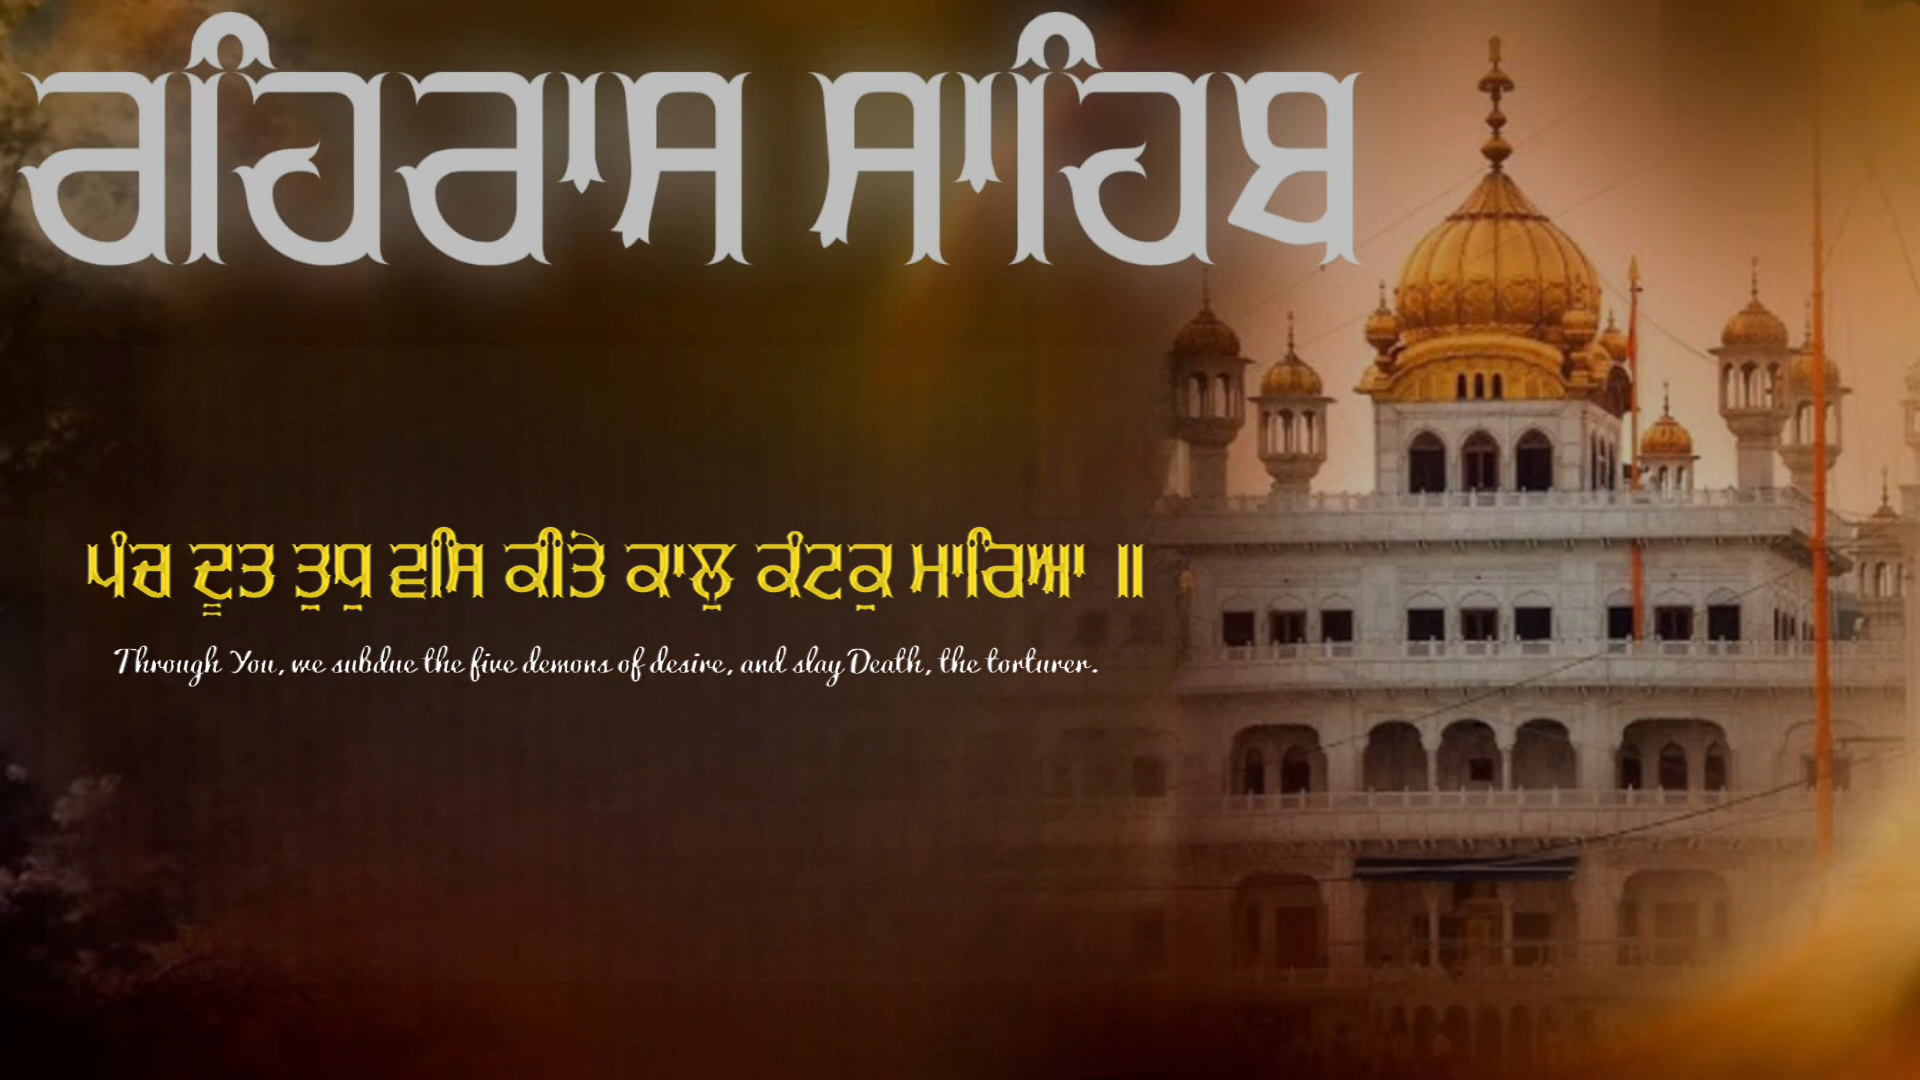 ਰਹਿਰਾਸ ਸਾਹਿਬ
ਪੰਚ ਦੂਤ ਤੁਧੁ ਵਸਿ ਕੀਤੇ ਕਾਲੁ ਕੰਟਕੁ ਮਾਰਿਆ ॥
Through You, we subdue the five demons of desire, and slay Death, the torturer.